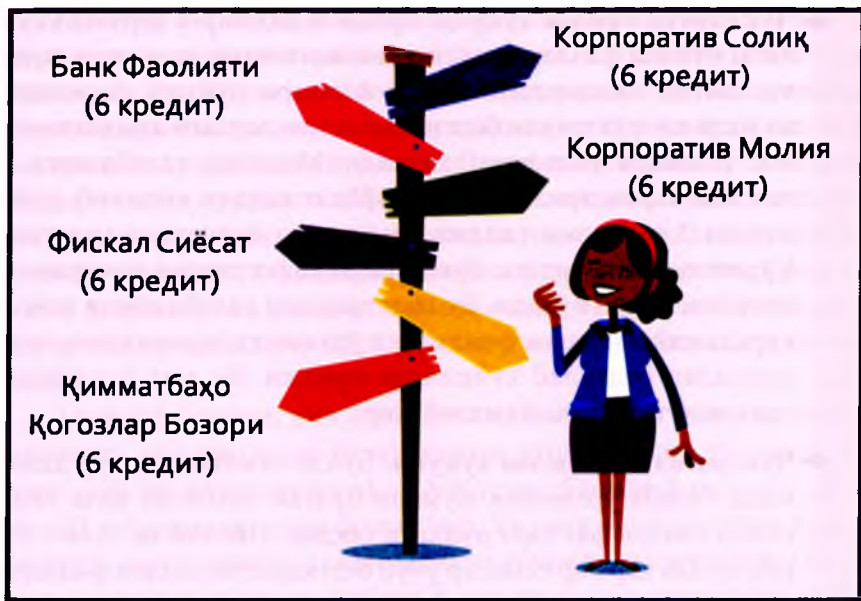 Банк Фаолияти
(6 кредит)
Корпоратив Солиқ
(6 кредит)
Корпоратив Молия
(6 кредит)
Фискал Сиёсат
(6 кредит)
Қимматбаҳо
Қогозлар Бозори
(6 кредит)